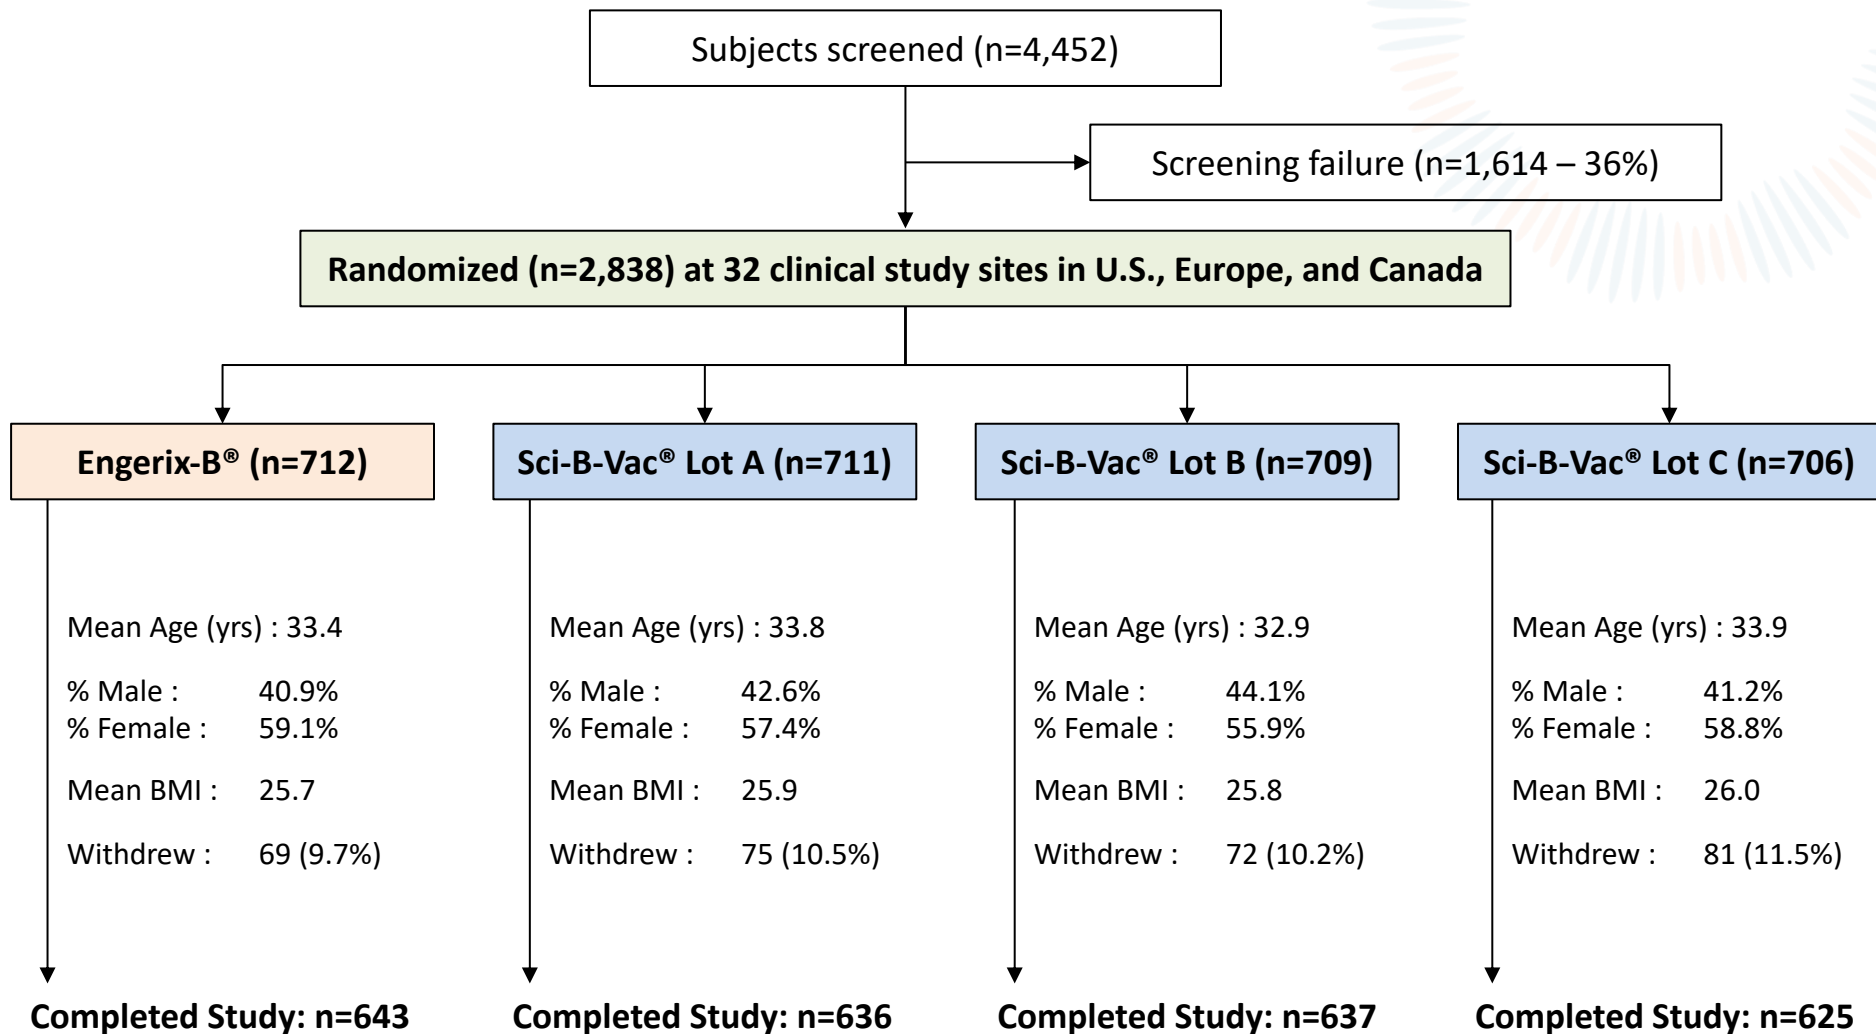 Subjects screened (n=4,452)
Screening failure (n=1,614 – 36%)
Randomized (n=2,838) at 32 clinical study sites in U.S., Europe, and Canada
Engerix-B® (n=712)
Sci-B-Vac® Lot A (n=711)
Sci-B-Vac® Lot B (n=709)
Sci-B-Vac® Lot C (n=706)
Mean Age (yrs) : 33.4
% Male : 40.9%
% Female : 59.1%
Mean BMI : 25.7
Withdrew : 69 (9.7%)
Completed Study: n=643
Mean Age (yrs) : 33.8
% Male : 42.6%
% Female : 57.4%
Mean BMI : 25.9
Withdrew : 75 (10.5%)
Completed Study: n=636
Mean Age (yrs) : 32.9
% Male : 44.1%
% Female : 55.9%
Mean BMI : 25.8
Withdrew : 72 (10.2%)
Completed Study: n=637
Mean Age (yrs) : 33.9
% Male : 41.2%
% Female : 58.8%
Mean BMI : 26.0
Withdrew : 81 (11.5%)
Completed Study: n=625